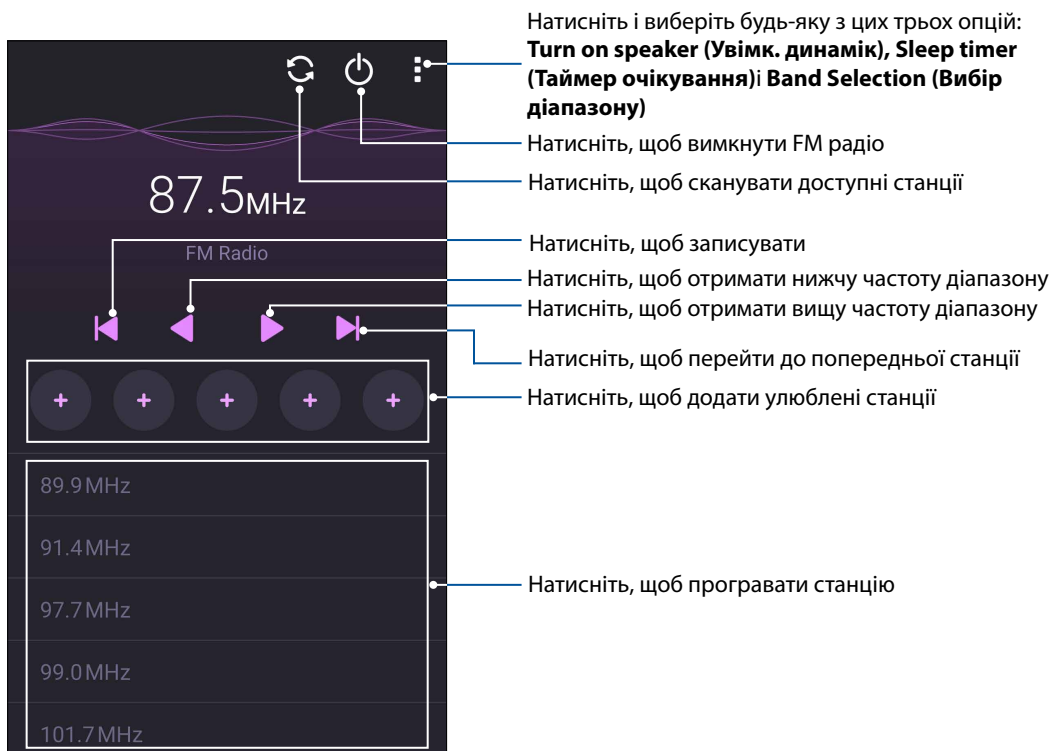 Натисніть і виберіть будь-яку з цих трьох опцій:
Turn on speaker (Увімк. динамік), Sleep timer
(Таймер очікування)і Band Selection (Вибір
діапазону)
Натисніть, щоб вимкнути FM радіо
Натисніть, щоб сканувати доступні станції
87.5MHz
FM Radio
Натисніть, щоб записувати
Натисніть, щоб отримати нижчу частоту діапазону
Натисніть, щоб отримати вищу частоту діапазону
Натисніть, щоб перейти до попередньої станції
Натисніть, щоб додати улюблені станції
89.9MHz
91.4MHz
97.7MHz
99.0MHz
101.7MHz
Натисніть, щоб програвати станцію